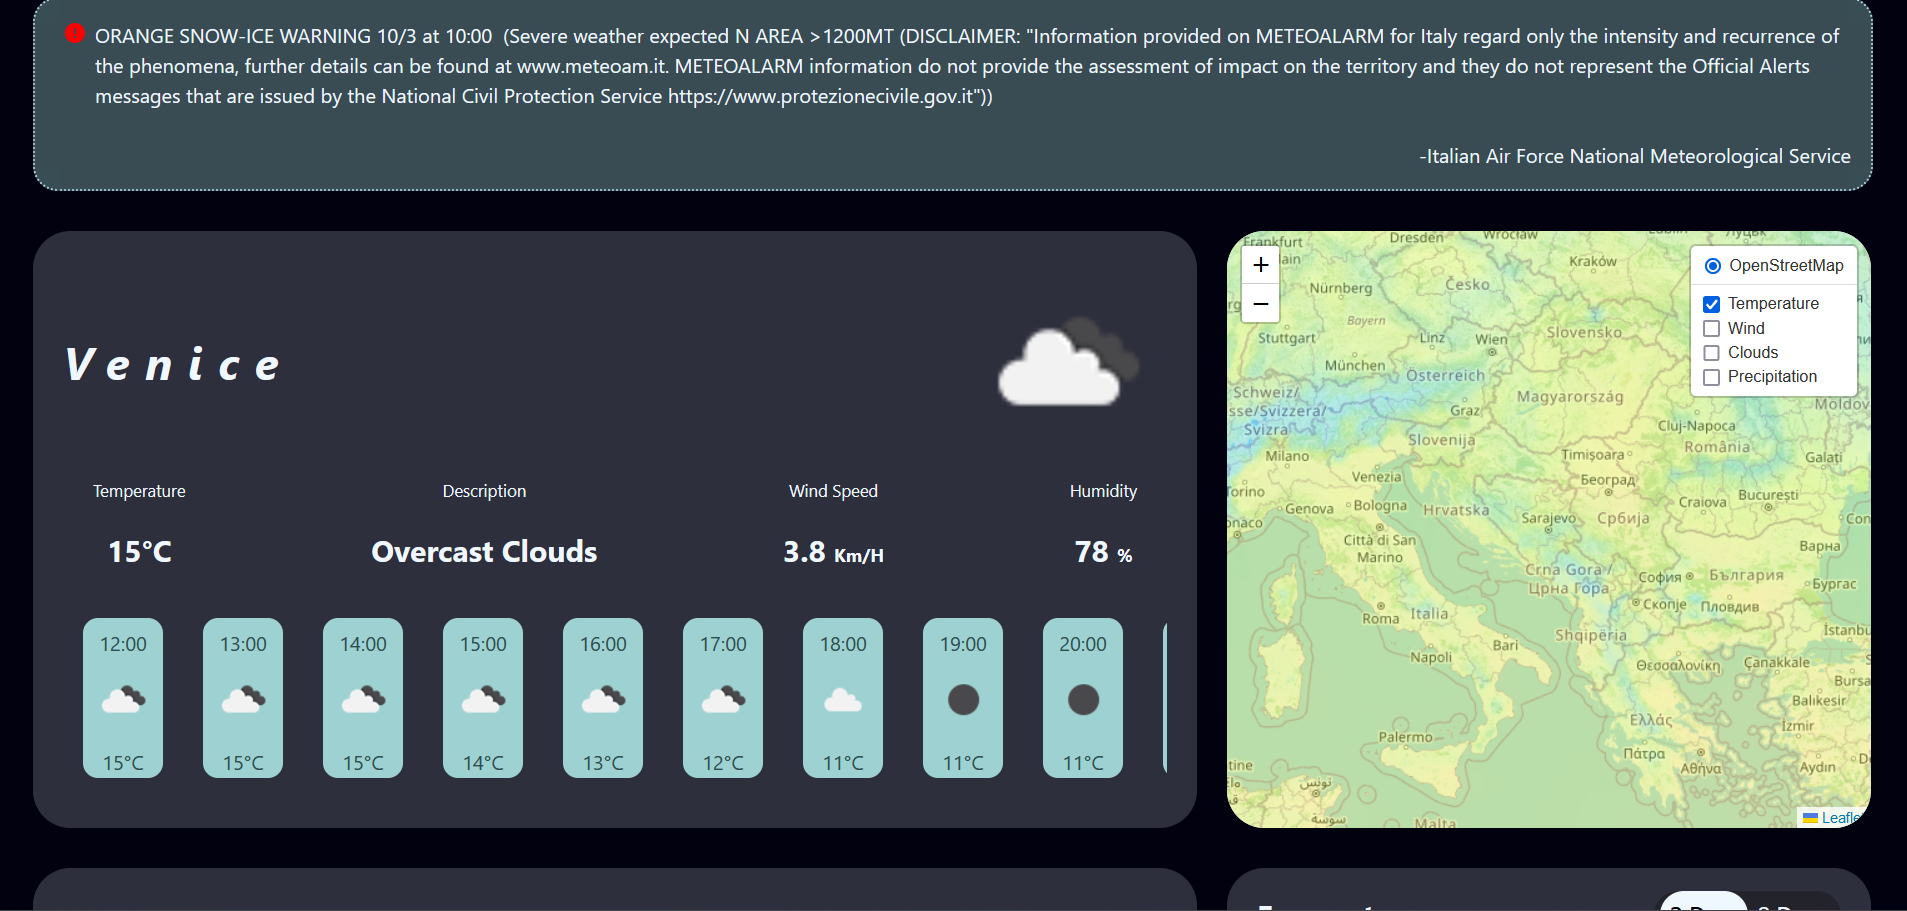 ORANGE SNOW-ICE WARNING 10/3 at 10:00 (Severe weather expected N AREA >1200MT (DISCLAIMER: "Information provided on METEOALARM for Italy regard only the intensity and recurrence of
the phenomena, further details can be found at www.meteoam.it. METEOALARM information do not provide the assessment of impact on the territory and they do not represent the Official Alerts
messages that are issued by the National Civil Protection Service https://www.protezionecivile.gov.it"))
-Italian Air Force National Meteorological Service
Venice
Temperature Description Wind Speed Humidity
15°C Overcast Clouds 3.8 Km/H 78 %
12:00 13:00 14:00 15:00 16:00 17:00 18:00 19:00 20:00
15°C 15°C 15°C 14°C 13°C 12°C 11°C 11°C 11°C
+
−
OpenStreetMap
Temperature
Wind
Clouds
Precipitation
Frankfurt
Dresden
Wrocław
Луцьк
Kraków
Nürnberg
Česko
Bayern
Stuttgart
Linz
Wien
Slovensko
München
Österreich
Magyarország
Schweiz/
Svizzera/
Svizra
Graz
Cluj-Napoca
Slovenija
România
Milano
Timișoara
Galați
Venezia
Београд
București
Torino
Genova
Bologna
Hrvatska
Craiova
Sarajevo
Србија
Città di San
Marino
Варна
Crna Gora /
Црна Гора
София
България
Бургас
Скопје
Пловдив
Roma
Italia
Shqipëria
İstanbu
Bari
Napoli
Θεσσαλονίκη
Çanakkale
Bursa
Balıkesir
Ελλάς
İzmir
Palermo
Πάτρα
Αθήνα
Aydın
تونس
سوسة
Malta
Leafle